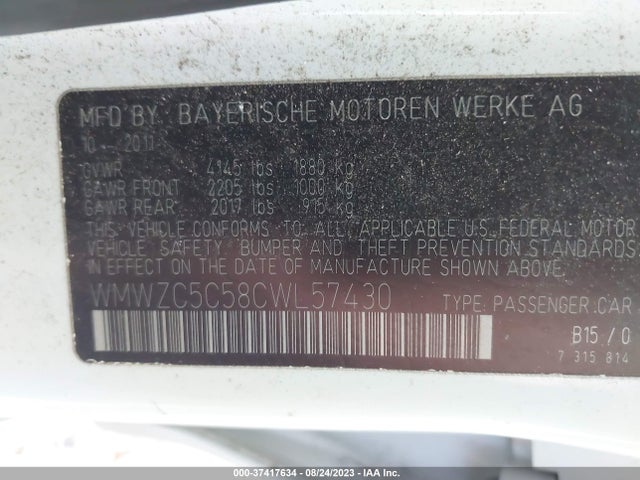 MFD BY BAYERISCHE MOTOREN WERKE AG
10 - 2011
GVWR 4145 lbs 1880 kg
GAWR FRONT 2205 lbs 1000 kg
GAWR REAR 2017 lbs 915 kg
THIS VEHICLE CONFORMS TO ALL APPLICABLE U.S. FEDERAL MOTOR
VEHICLE SAFETY, BUMPER AND THEFT PREVENTION STANDARDS
IN EFFECT ON THE DATE OF MANUFACTURE SHOWN ABOVE.
WMWZC5C58CWL57430 TYPE: PASSENGER CAR
B15 / 0
7 315 814
000-37417634 - 08/24/2023 - IAA Inc.